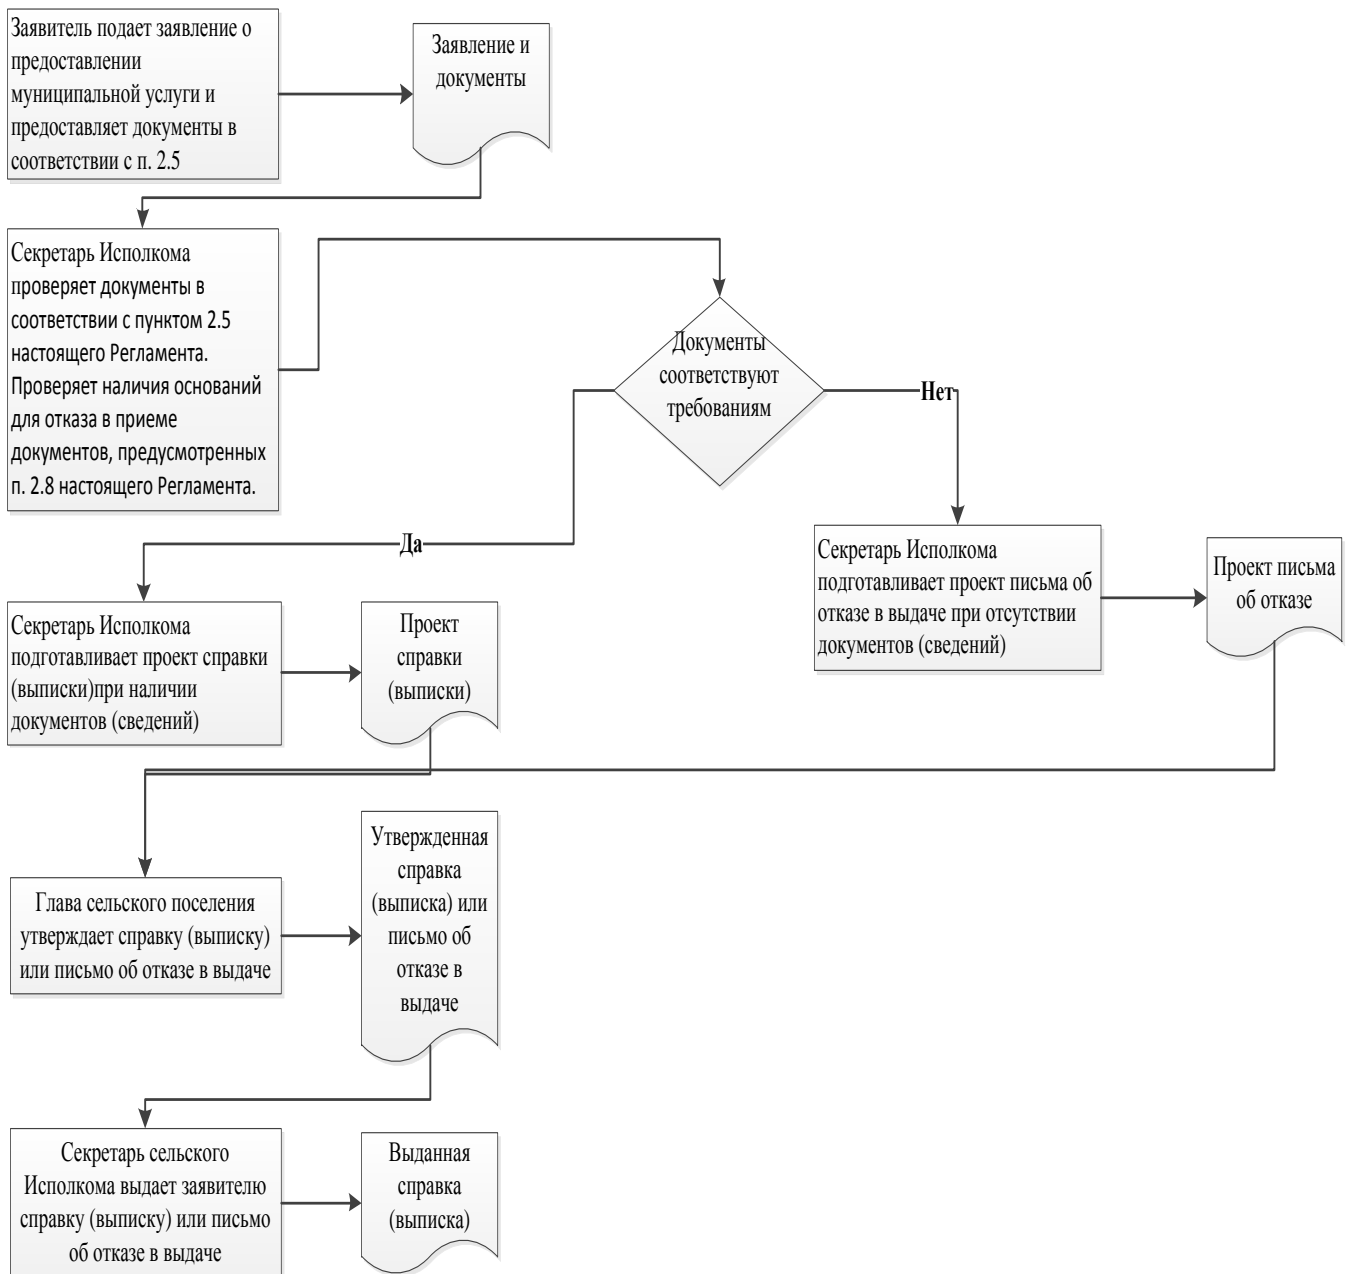 Заявитель подает заявление о
предоставлении
муниципальной услуги и
предоставляет документы в
соответствии с п. 2.5
Заявление и
документы
Секретарь Исполкома
проверяет документы в
соответствии с пунктом 2.5
настоящего Регламента.
Проверяет наличия оснований
для отказа в приеме
документов, предусмотренных
п. 2.8 настоящего Регламента.
Документы
соответствуют
требованиям
Нет
Да
Секретарь Исполкома
подготавливает проект письма об
отказе в выдаче при отсутствии
документов (сведений)
Проект письма
об отказе
Секретарь Исполкома
подготавливает проект справки
(выписки)при наличии
документов (сведений)
Проект
справки
(выписки)
Глава сельского поселения
утверждает справку (выписку)
или письмо об отказе в выдаче
Утвержденная
справка
(выписка) или
письмо об
отказе в
выдаче
Секретарь сельского
Исполкома выдает заявителю
справку (выписку) или письмо
об отказе в выдаче
Выданная
справка
(выписка)